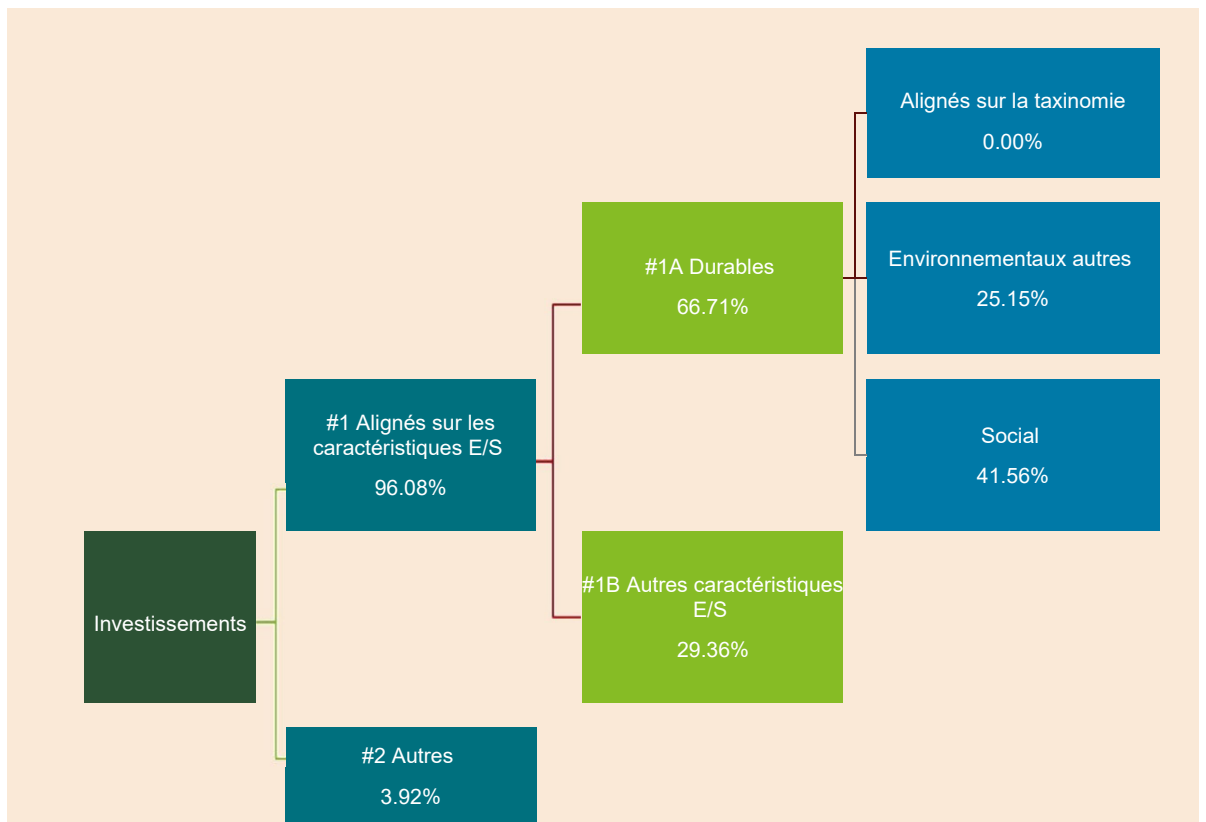 Alignés sur la taxinomie
0.00%
#1A Durables
66.71%
Environnementaux autres
25.15%
#1 Alignés sur les
caractéristiques E/S
96.08%
Social
41.56%
Investissements
#1B Autres caractéristiques
E/S
29.36%
#2 Autres
3.92%